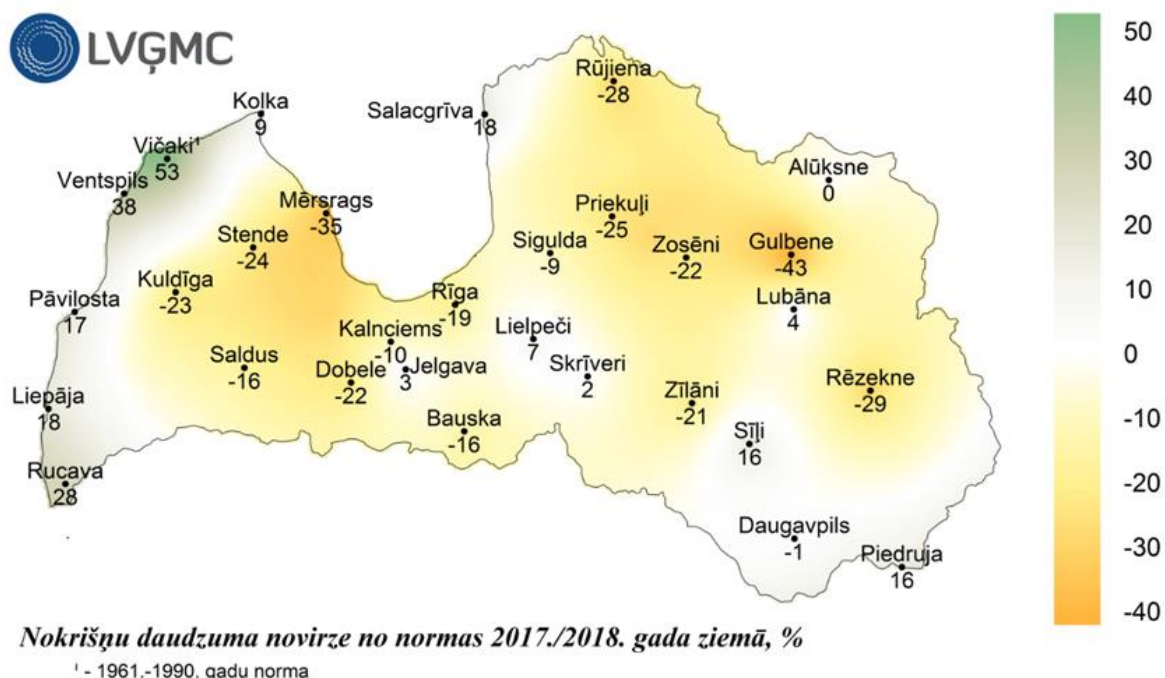 LVĢMC
Rūjiena
-28
Kolka
9
Salacgrīva
18
Vičaki¹
53
Alūksne
0
Ventspils
38
Mērsrags
-35
Priekuļi
-25
Stende
-24
Sigulda
-9
Zosēni
-22
Gulbene
-43
Kuldīga
-23
Pāvilosta
17
Rīga
-19
Lubāna
4
Kalnciems
-10
Lielpeči
7
Saldus
-16
Dobele
-22
Jelgava
3
Skrīveri
2
Liepāja
18
Zīlāni
-21
Rēzekne
-29
Bauska
-16
Sīļi
16
Rucava
28
Daugavpils
-1
Piedruja
16
50
40
30
20
10
0
-10
-20
-30
-40
Nokrišņu daudzuma novirze no normas 2017./2018. gada ziemā, %
¹ - 1961.-1990. gadu norma